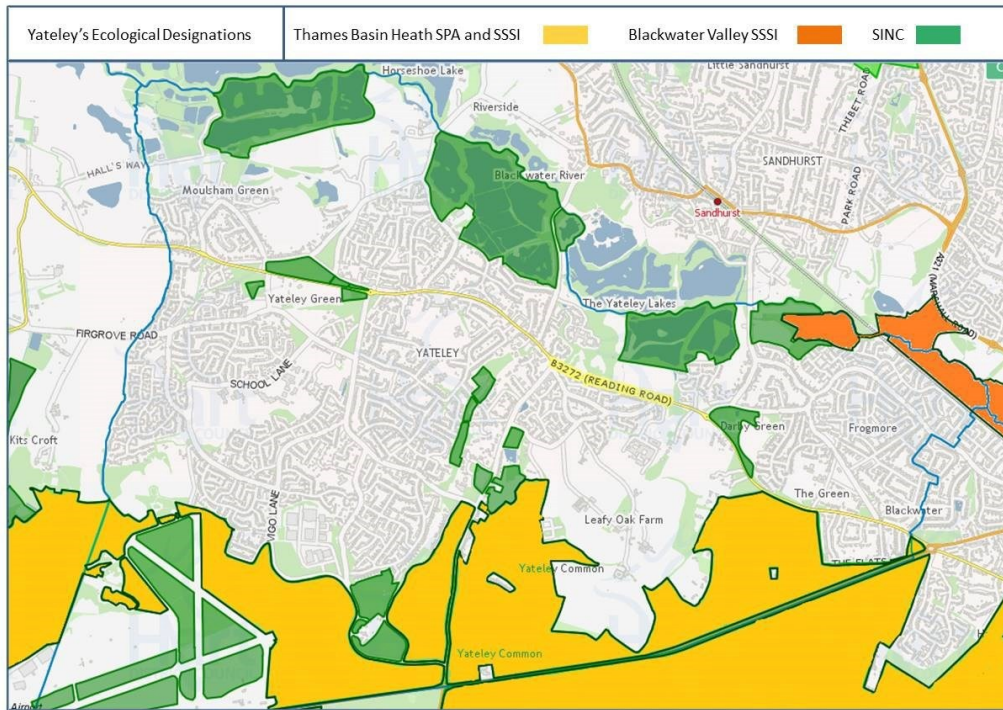 Yateley's Ecological Designations
Thames Basin Heath SPA and SSSI
Blackwater Valley SSSI
SINC
Horseshoe Lake
Little Sandhurst
Riverside
THIBET ROAD
HALL'S WAY
Moulsham Green
Blackwater River
SANDHURST
PARK ROAD
Sandhurst
Yateley Green
The Yateley Lakes
FIRGROVE ROAD
YATELEY
SCHOOL LANE
B3272 (READING ROAD)
Kits Croft
Darby Green
Frogmore
The Green
Blackwater
Leafy Oak Farm
Yateley Common
Yateley Common
Airport